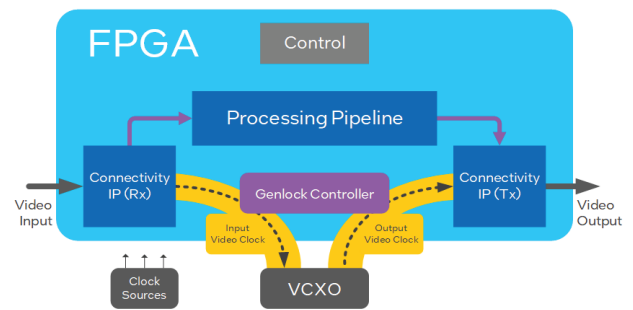 FPGA
Control
Processing Pipeline
Connectivity
IP (Rx)
Genlock Controller
Connectivity
IP (Tx)
Video
Input
Video
Output
Input
Video Clock
Output
Video Clock
Clock
Sources
VCXO